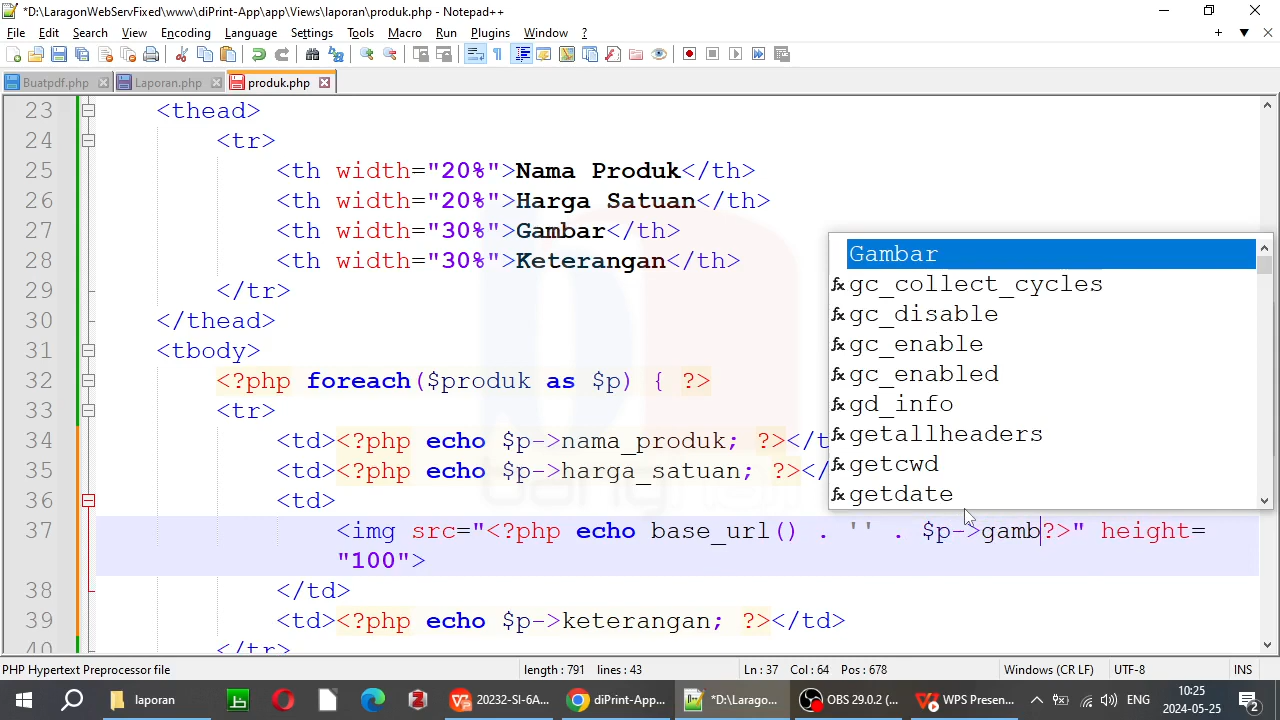 *D:\LaragonWebServFixed\www\diPrint-App\app\Views\laporan\produk.php - Notepad++
File Edit Search View Encoding Language Settings Tools Macro Run Plugins Window ?
Buatpdf.php Laporan.php produk.php
23 <thead>
24 <tr>
25 <th width="20%">Nama Produk</th>
26 <th width="20%">Harga Satuan</th>
27 <th width="30%">Gambar</th>
28 <th width="30%">Keterangan</th>
29 </tr>
30 </thead>
31 <tbody>
32 <?php foreach($produk as $p) { ?>
33 <tr>
34 <td><?php echo $p->nama_produk; ?></t
35 <td><?php echo $p->harga_satuan; ?></
36 <td>
37 <img src="<?php echo base_url() . '' . $p->gamb?>" height=
"100">
38 </td>
39 <td><?php echo $p->keterangan; ?></td>
40 </tr>
Gambar
gc_collect_cycles
gc_disable
gc_enable
gc_enabled
gd_info
getallheaders
getcwd
getdate
PHP Hypertext Preprocessor file length : 791 lines : 43 Ln : 37 Col : 64 Pos : 678 Windows (CR LF) UTF-8 INS
laporan 20232-SI-6A... diPrint-App... *D:\Larago... OBS 29.0.2 (... WPS Presen... ENG 10:25
2024-05-25 2